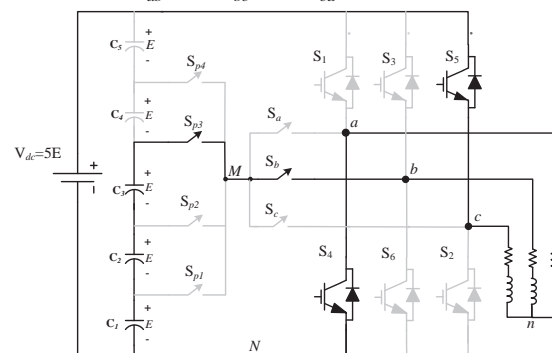 C5 + E -
Sp4
S1 S3 S5
C4 + E -
Sp3
Sa
a
Vdc=5E + -
M
Sb
b
C3 + E -
Sp2
Sc
c
C2 + E -
S4 S6 S2
Sp1
C1 + E -
n
N